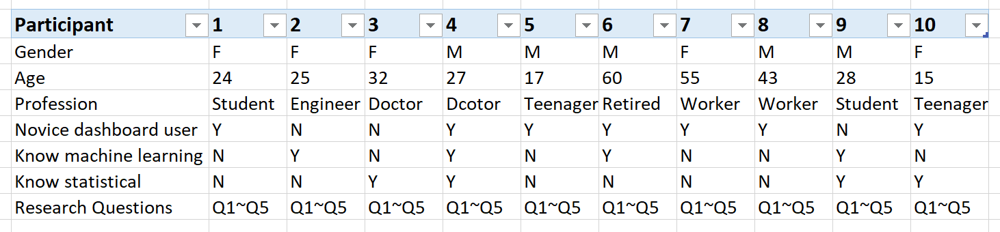 Participant 1 2 3 4 5 6 7 8 9 10
Gender F F F M M M F M M F
Age 24 25 32 27 17 60 55 43 28 15
Profession Student Engineer Doctor Dcotor Teenager Retired Worker Worker Student Teenager
Novice dashboard user Y N N Y Y Y Y Y N Y
Know machine learning N Y N Y N Y N N Y N
Know statistical N N Y Y N N N N Y Y
Research Questions Q1~Q5 Q1~Q5 Q1~Q5 Q1~Q5 Q1~Q5 Q1~Q5 Q1~Q5 Q1~Q5 Q1~Q5 Q1~Q5